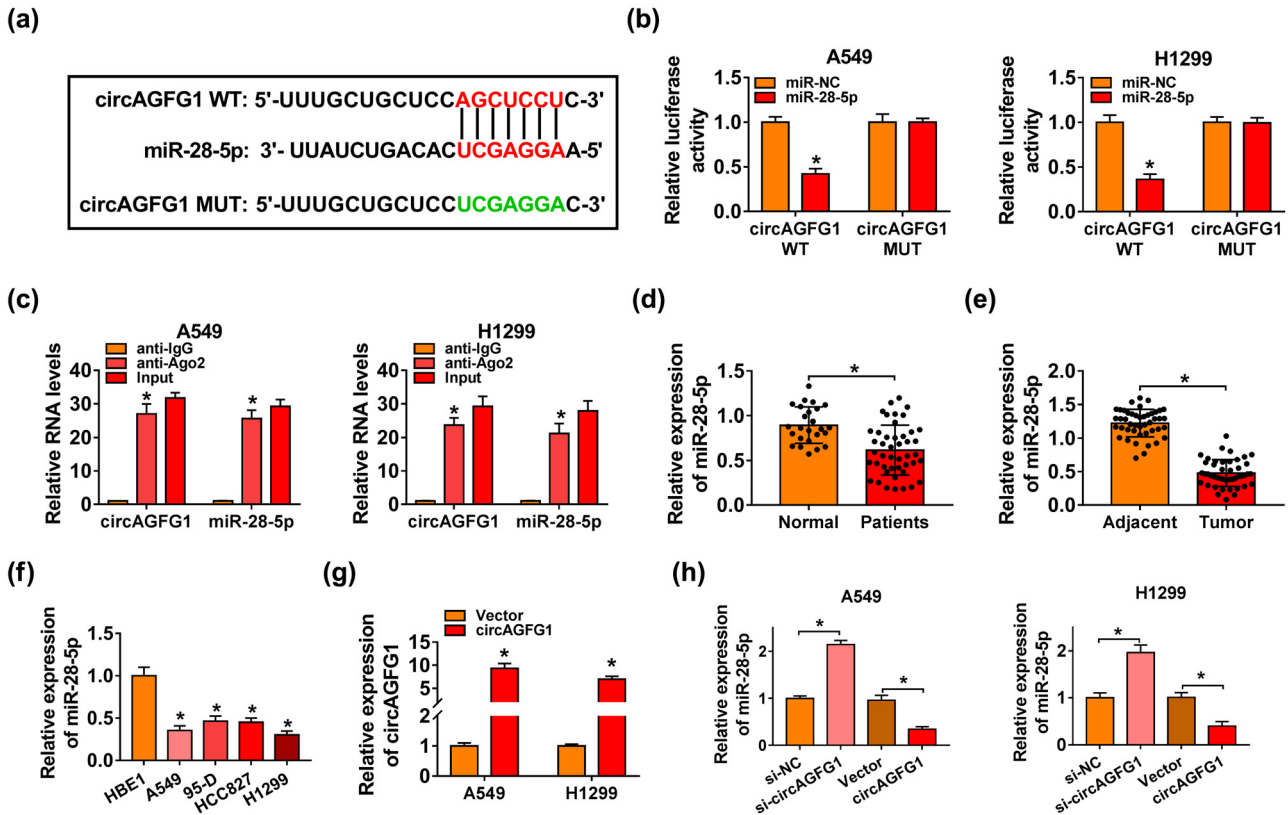 (a)
circAGFG1 WT: 5'-UUUGCUGCUCCAGCUCCUC-3'
miR-28-5p: 3'- UUAUCUGACACUCGAGGAA-5'
circAGFG1 MUT: 5'-UUUGCUGCUCCUCGAGGAC-3'
(b)
A549
Relative luciferase
activity
miR-NC
miR-28-5p
1.5
1.0
0.5
0.0
*
circAGFG1
WT
circAGFG1
MUT
H1299
Relative luciferase
activity
miR-NC
miR-28-5p
1.5
1.0
0.5
0.0
*
circAGFG1
WT
circAGFG1
MUT
(c)
A549
Relative RNA levels
anti-IgG
anti-Ago2
Input
40
30
20
10
0
*
*
circAGFG1
miR-28-5p
H1299
Relative RNA levels
anti-IgG
anti-Ago2
Input
40
30
20
10
0
*
*
circAGFG1
miR-28-5p
(d)
Relative expression
of miR-28-5p
1.5
1.0
0.5
0.0
*
Normal
Patients
(e)
Relative expression
of miR-28-5p
2.0
1.5
1.0
0.5
0.0
*
Adjacent
Tumor
(f)
Relative expression
of miR-28-5p
1.5
1.0
0.5
0.0
*
*
*
*
HBE1
A549
95-D
HCC827
H1299
(g)
Relative expression
of circAGFG1
Vector
circAGFG1
15
10
5
2
1
0
*
*
A549
H1299
(h)
A549
Relative expression
of miR-28-5p
2
1
0
*
*
si-NC
si-circAGFG1
Vector
circAGFG1
H1299
Relative expression
of miR-28-5p
2
1
0
*
*
si-NC
si-circAGFG1
Vector
circAGFG1